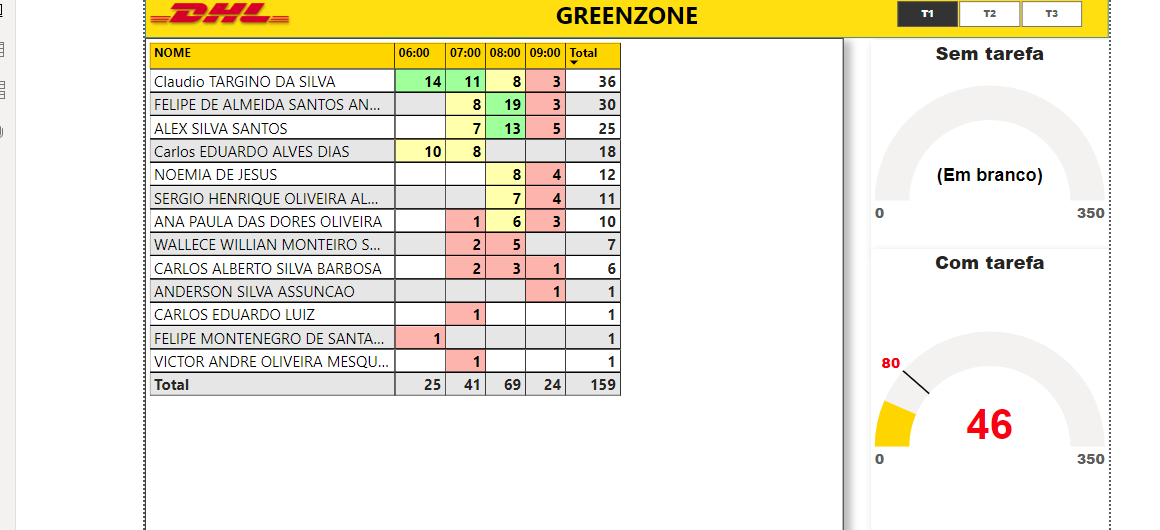 DHL
GREENZONE
T1 T2 T3
NOME 06:00 07:00 08:00 09:00 Total
Claudio TARGINO DA SILVA 14 11 8 3 36
FELIPE DE ALMEIDA SANTOS AN... 8 19 3 30
ALEX SILVA SANTOS 7 13 5 25
Carlos EDUARDO ALVES DIAS 10 8 18
NOEMIA DE JESUS 8 4 12
SERGIO HENRIQUE OLIVEIRA AL... 7 4 11
ANA PAULA DAS DORES OLIVEIRA 1 6 3 10
WALLECE WILLIAN MONTEIRO S... 2 5 7
CARLOS ALBERTO SILVA BARBOSA 2 3 1 6
ANDERSON SILVA ASSUNCAO 1 1
CARLOS EDUARDO LUIZ 1 1
FELIPE MONTENEGRO DE SANTA... 1 1
VICTOR ANDRE OLIVEIRA MESQU... 1 1
Total 25 41 69 24 159
Sem tarefa
(Em branco)
0 350
Com tarefa
80
46
0 350